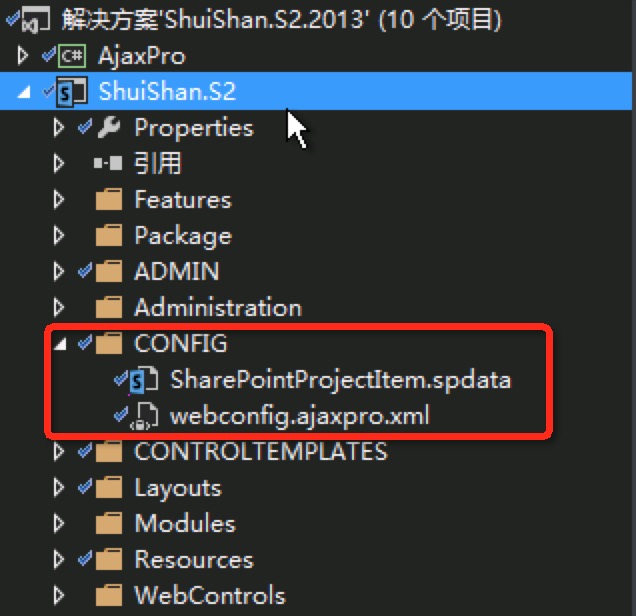 解决方案'ShuiShan.S2.2013' (10 个项目)
C# AjaxPro
ShuiShan.S2
Properties
引用
Features
Package
ADMIN
Administration
CONFIG
SharePointProjectItem.spdata
webconfig.ajaxpro.xml
CONTROLTEMPLATES
Layouts
Modules
Resources
WebControls